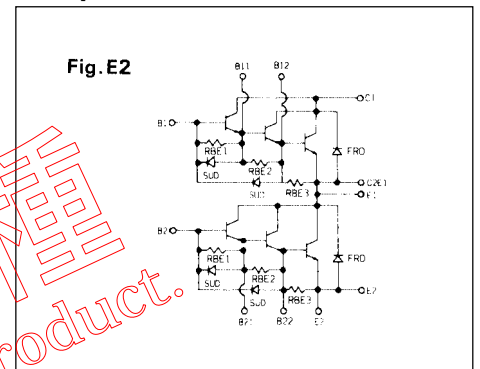 Fig.E2
B11 B12
C1
B1
RBE1
FRD
RBE2
SUD
SUD
RBE3
C2E1
E1
B2
RBE1
FRD
RBE2
SUD
SUD
RBE3
E2
B21 B22 E2
種
roduct.